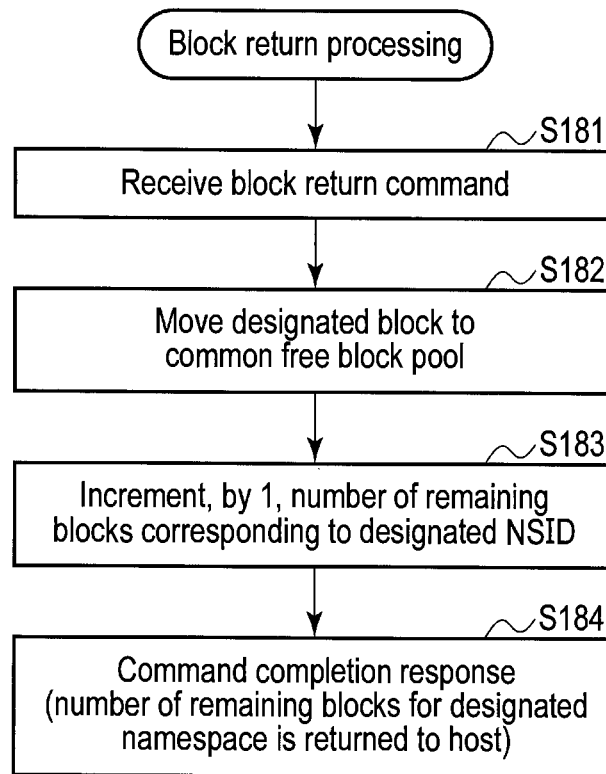 Block return processing
S181
Receive block return command
S182
Move designated block to
common free block pool
S183
Increment, by 1, number of remaining
blocks corresponding to designated NSID
S184
Command completion response
(number of remaining blocks for designated
namespace is returned to host)